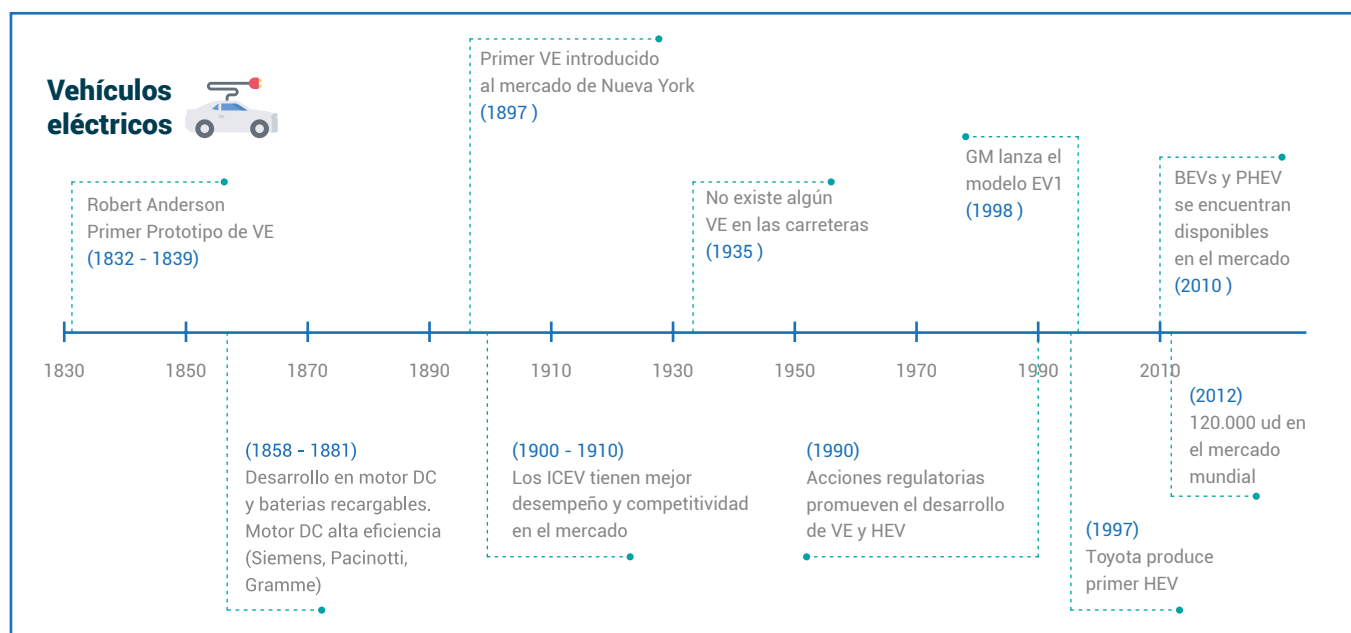 Vehículos
eléctricos
Primer VE introducido
al mercado de Nueva York
(1897 )
Robert Anderson
Primer Prototipo de VE
(1832 - 1839)
No existe algún
VE en las carreteras
(1935 )
GM lanza el
modelo EV1
(1998 )
BEVs y PHEV
se encuentran
disponibles
en el mercado
(2010 )
1830
1850
1870
1890
1910
1930
1950
1970
1990
2010
(1858 - 1881)
Desarrollo en motor DC
y baterias recargables.
Motor DC alta eficiencia
(Siemens, Pacinotti,
Gramme)
(1900 - 1910)
Los ICEV tienen mejor
desempeño y competitividad
en el mercado
(1990)
Acciones regulatorias
promueven el desarrollo
de VE y HEV
(1997)
Toyota produce
primer HEV
(2012)
120.000 ud en
el mercado
mundial